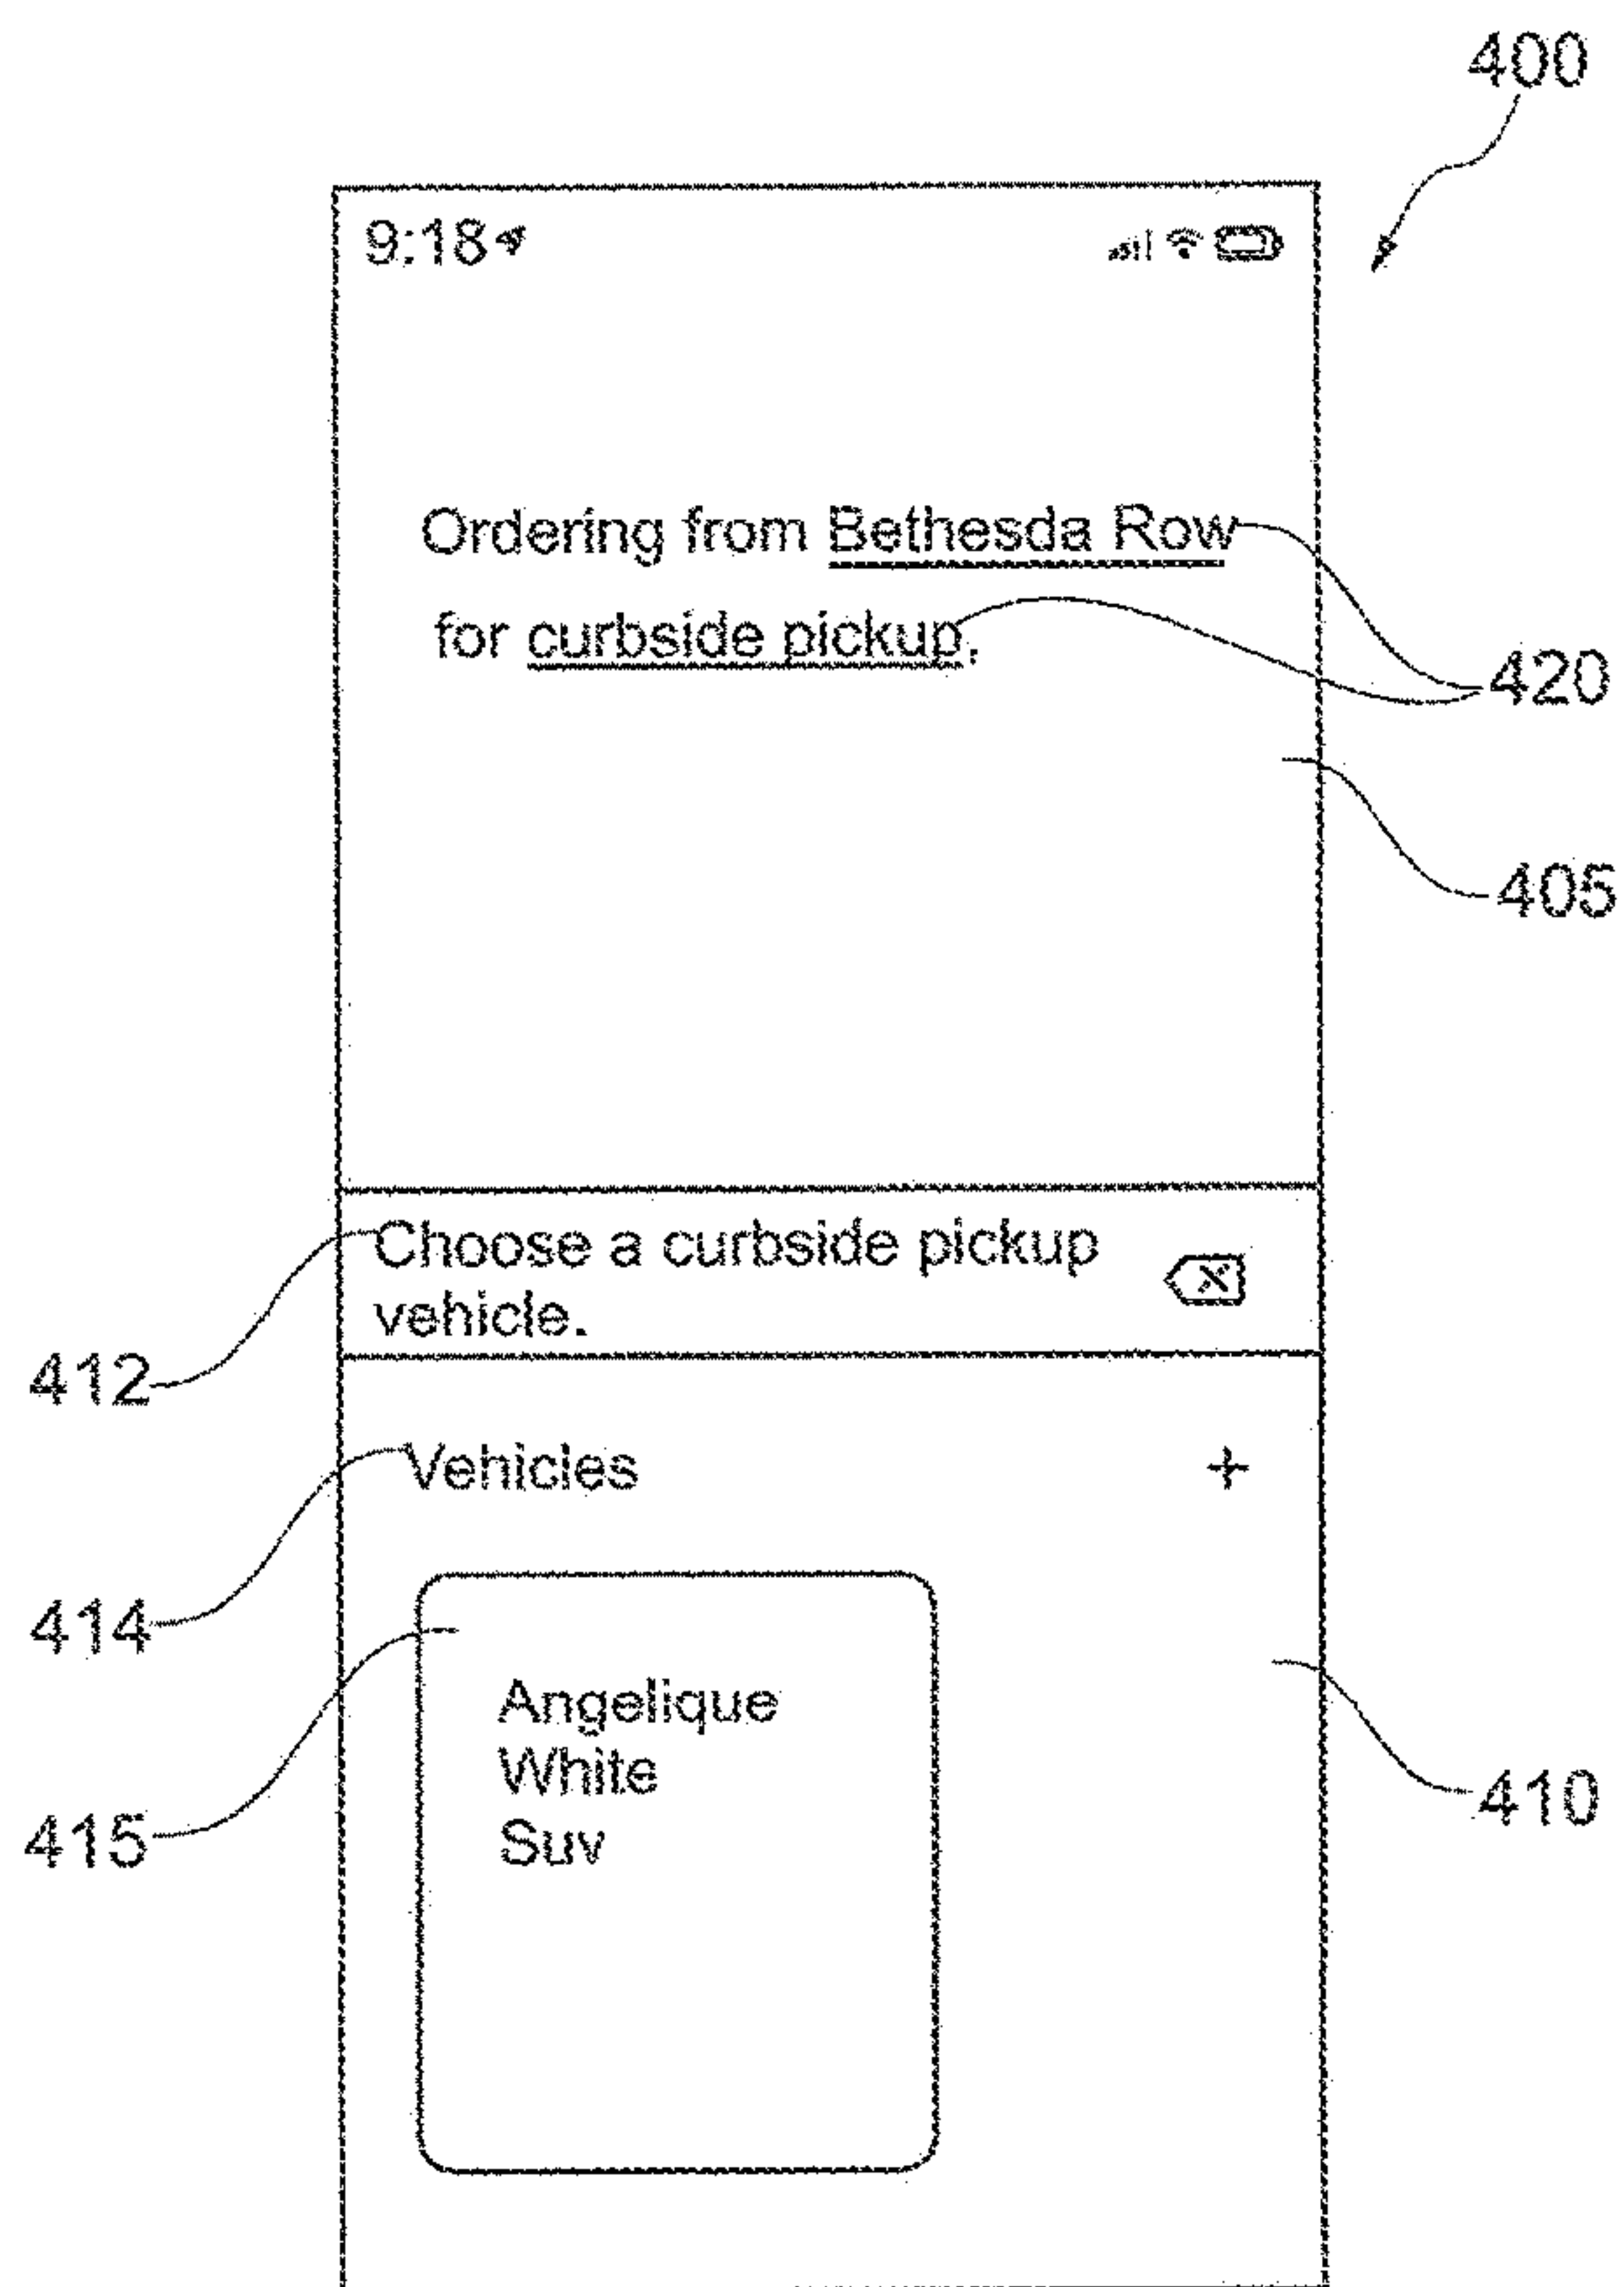 400
9:18
Ordering from Bethesda Row
for curbside pickup.
420
405
Choose a curbside pickup
vehicle.
412
Vehicles +
414
Angelique
White
Suv
410
415